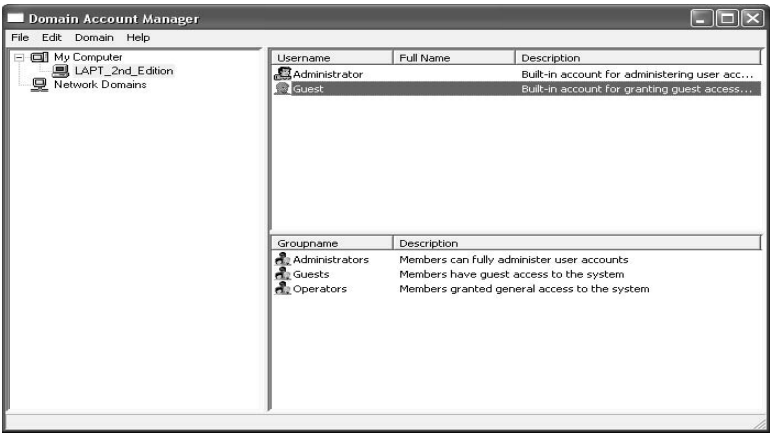 Domain Account Manager
File Edit Domain Help
My Computer
LAPT_2nd_Edition
Network Domains
Username Full Name Description
Administrator Built-in account for administering user acc...
Guest Built-in account for granting guest access...
Groupname Description
Administrators Members can fully administer user accounts
Guests Members have guest access to the system
Operators Members granted general access to the system